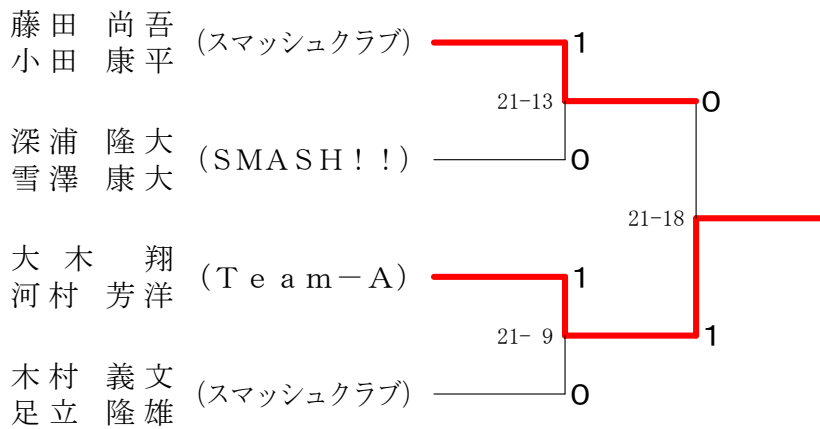 藤田 尚吾
小田 康平
(スマッシュクラブ)
1
21-13
0
深浦 隆大
雪澤 康大
(SMASH！！)
0
21-18
大木 翔
河村 芳洋
(Team－A)
1
21- 9
1
木村 義文
足立 隆雄
(スマッシュクラブ)
0